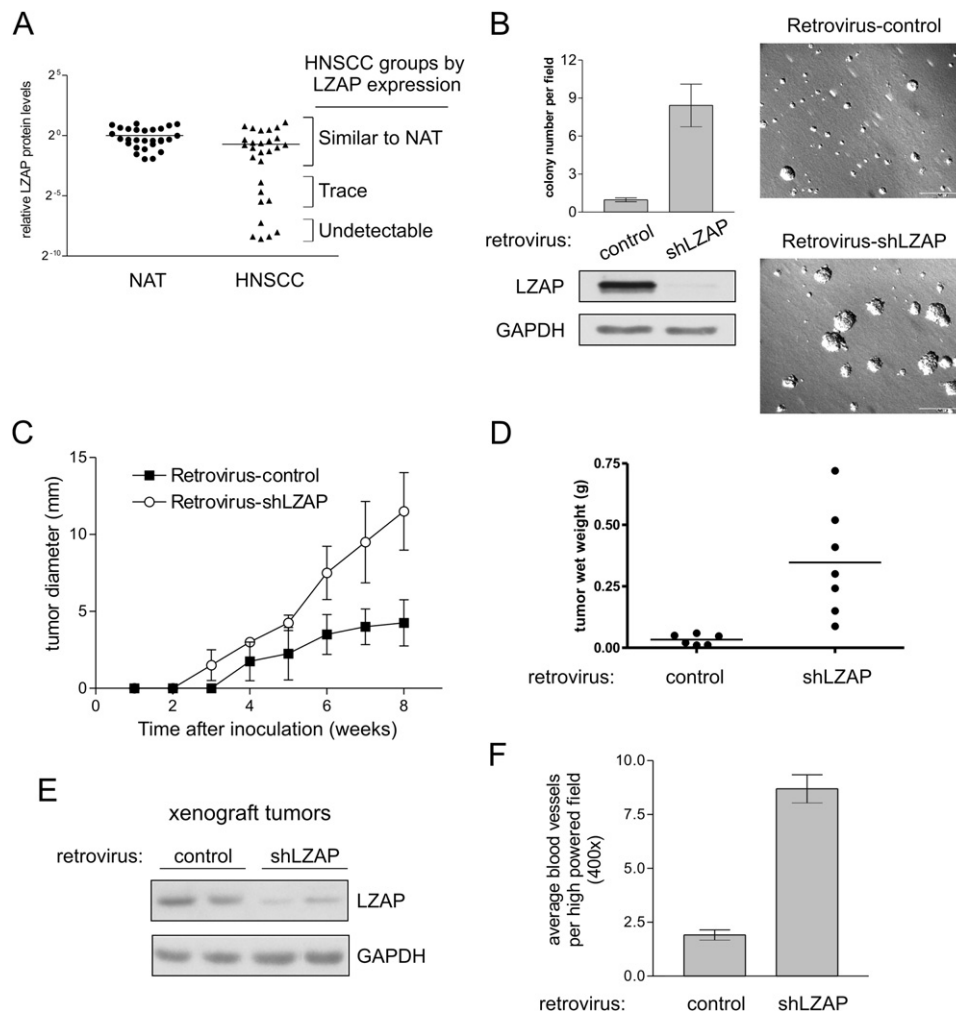 A
HNSCC groups by
LZAP expression
relative LZAP protein levels
2^5
2^0
2^-5
2^-10
Similar to NAT
Trace
Undetectable
NAT
HNSCC
B
colony number per field
12
9
6
3
0
retrovirus:
control
shLZAP
LZAP
GAPDH
Retrovirus-control
Retrovirus-shLZAP
C
Retrovirus-control
Retrovirus-shLZAP
tumor diameter (mm)
15
10
5
0
0
2
4
6
8
Time after inoculation (weeks)
D
tumor wet weight (g)
0.75
0.50
0.25
0.00
retrovirus:
control
shLZAP
E
xenograft tumors
retrovirus:
control
shLZAP
LZAP
GAPDH
F
average blood vessels
per high powered field
(400x)
10.0
7.5
5.0
2.5
0.0
retrovirus:
control
shLZAP